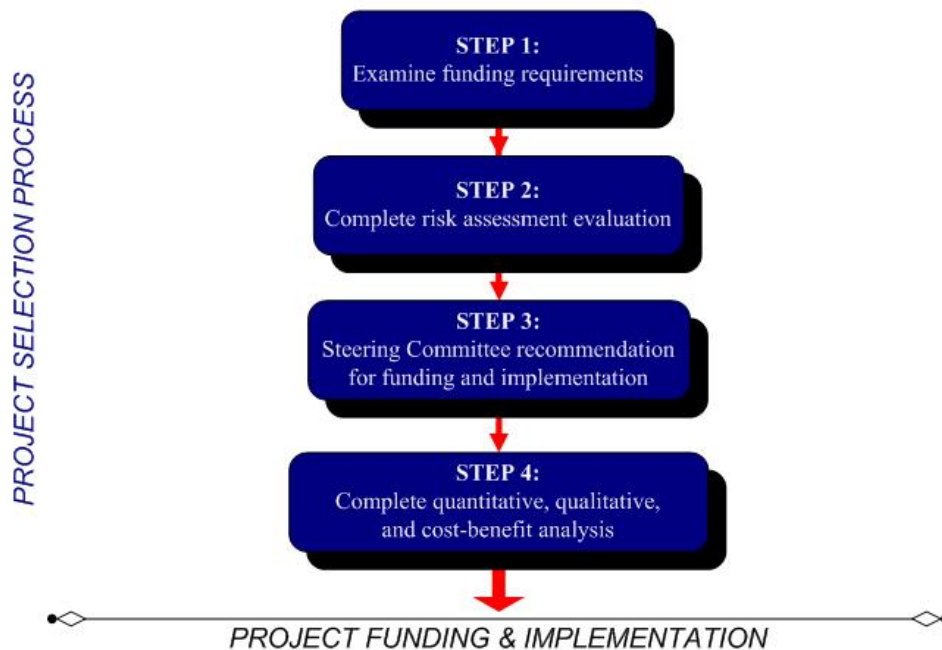 PROJECT SELECTION PROCESS
STEP 1:
Examine funding requirements
STEP 2:
Complete risk assessment evaluation
STEP 3:
Steering Committee recommendation
for funding and implementation
STEP 4:
Complete quantitative, qualitative,
and cost-benefit analysis
PROJECT FUNDING & IMPLEMENTATION